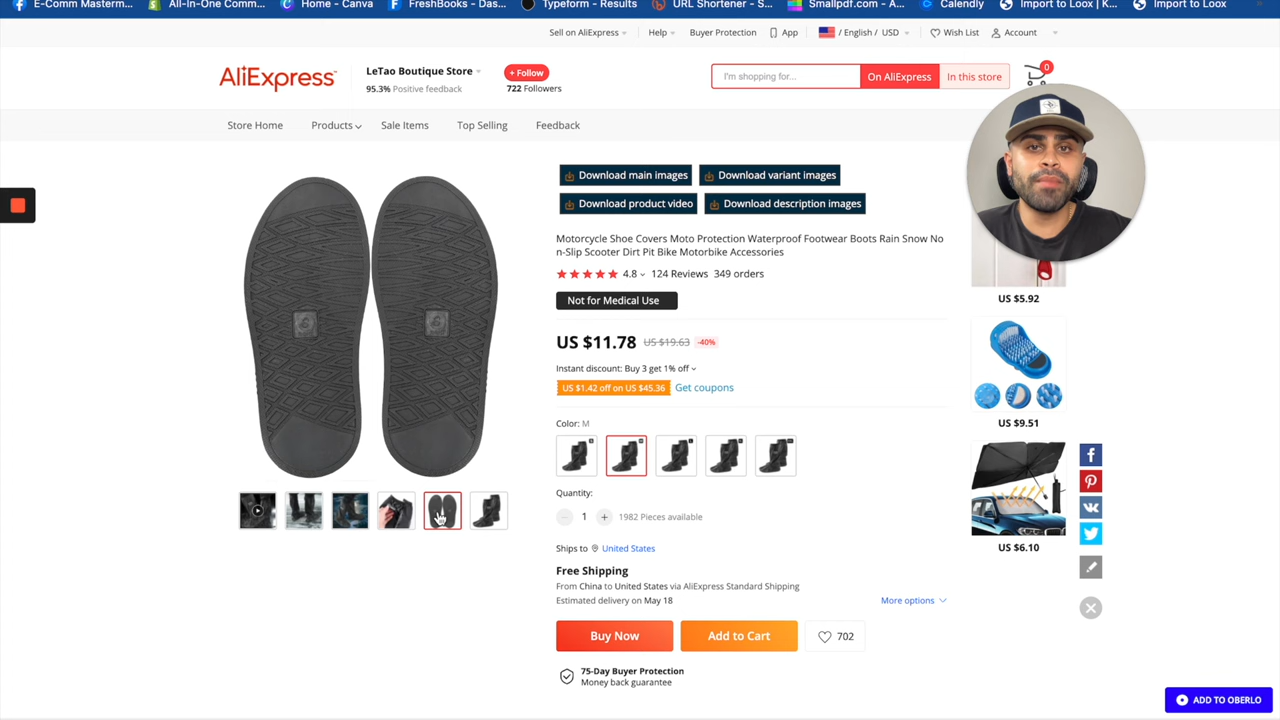 E-Comm Masterm...
All-In-One Comm...
Home - Canva
FreshBooks - Das...
Typeform - Results
URL Shortener - S...
Smallpdf.com - A...
Calendly
Import to Loox | K...
Import to Loox
Sell on AliExpress
Help
Buyer Protection
App
/ English / USD
Wish List
Account
AliExpress
LeTao Boutique Store
95.3% Positive feedback
+ Follow
722 Followers
I'm shopping for...
On AliExpress
In this store
0
Store Home
Products
Sale Items
Top Selling
Feedback
Download main images
Download variant images
Download product video
Download description images
Motorcycle Shoe Covers Moto Protection Waterproof Footwear Boots Rain Snow No
n-Slip Scooter Dirt Pit Bike Motorbike Accessories
4.8
124 Reviews
349 orders
Not for Medical Use
US $11.78
US $19.63
-40%
Instant discount: Buy 3 get 1% off
US $1.42 off on US $45.36
Get coupons
Color: M
Quantity:
1
1982 Pieces available
Ships to
United States
Free Shipping
From China to United States via AliExpress Standard Shipping
Estimated delivery on May 18
More options
Buy Now
Add to Cart
702
75-Day Buyer Protection
Money back guarantee
US $5.92
US $9.51
US $6.10
ADD TO OBERLO